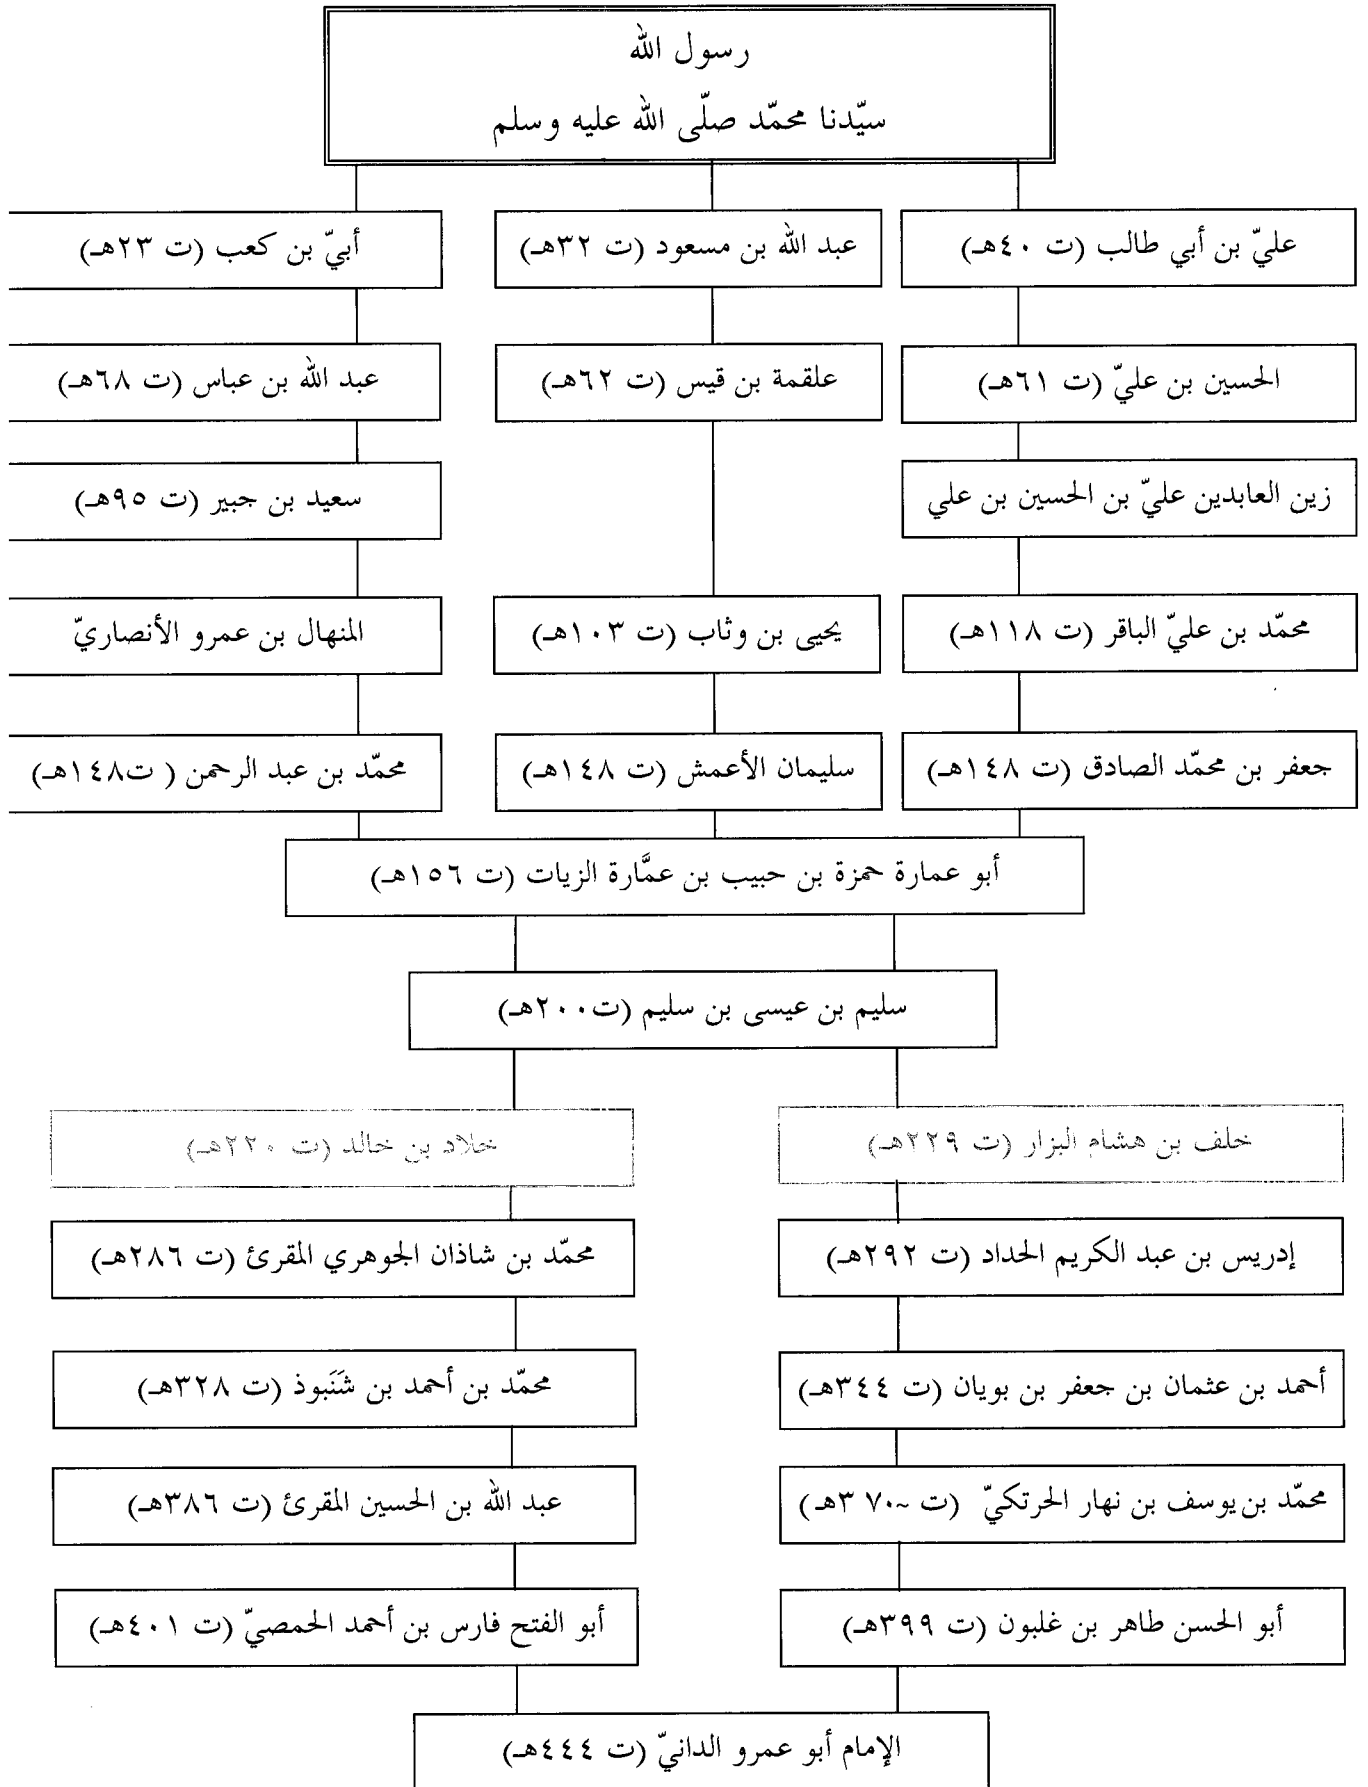 رسول الله
سيّدنا محمّد صلّى الله عليه وسلم
عليّ بن أبي طالب (ت ٤٠هـ)
عبد الله بن مسعود (ت ٣٢هـ)
أبيّ بن كعب (ت ٢٣هـ)
الحسين بن عليّ (ت ٦١هـ)
علقمة بن قيس (ت ٦٢هـ)
عبد الله بن عباس (ت ٦٨هـ)
زين العابدين عليّ بن الحسين بن علي
سعيد بن جبير (ت ٩٥هـ)
محمّد بن عليّ الباقر (ت ١١٨هـ)
يحيى بن وثاب (ت ١٠٣هـ)
المنهال بن عمرو الأنصاريّ
جعفر بن محمّد الصادق (ت ١٤٨هـ)
سليمان الأعمش (ت ١٤٨هـ)
محمّد بن عبد الرحمن ( ت١٤٨هـ)
أبو عمارة حمزة بن حبيب بن عمَّارة الزيات (ت ١٥٦هـ)
سليم بن عيسى بن سليم (ت٢٠٠هـ)
خلف بن هشام البزار (ت ٢٢٩هـ)
خلاد بن خالد (ت ٢٢٠هـ)
إدريس بن عبد الكريم الحداد (ت ٢٩٢هـ)
محمّد بن شاذان الجوهري المقرئ (ت ٢٨٦هـ)
أحمد بن عثمان بن جعفر بن بويان (ت ٣٤٤هـ)
محمّد بن أحمد بن شَنَبوذ (ت ٣٢٨هـ)
محمّد بن يوسف بن نهار الحرتكيّ (ت ~٣٧٠هـ)
عبد الله بن الحسين المقرئ (ت ٣٨٦هـ)
أبو الحسن طاهر بن غلبون (ت ٣٩٩هـ)
أبو الفتح فارس بن أحمد الحمصيّ (ت ٤٠١هـ)
الإمام أبو عمرو الدانيّ (ت ٤٤٤هـ)